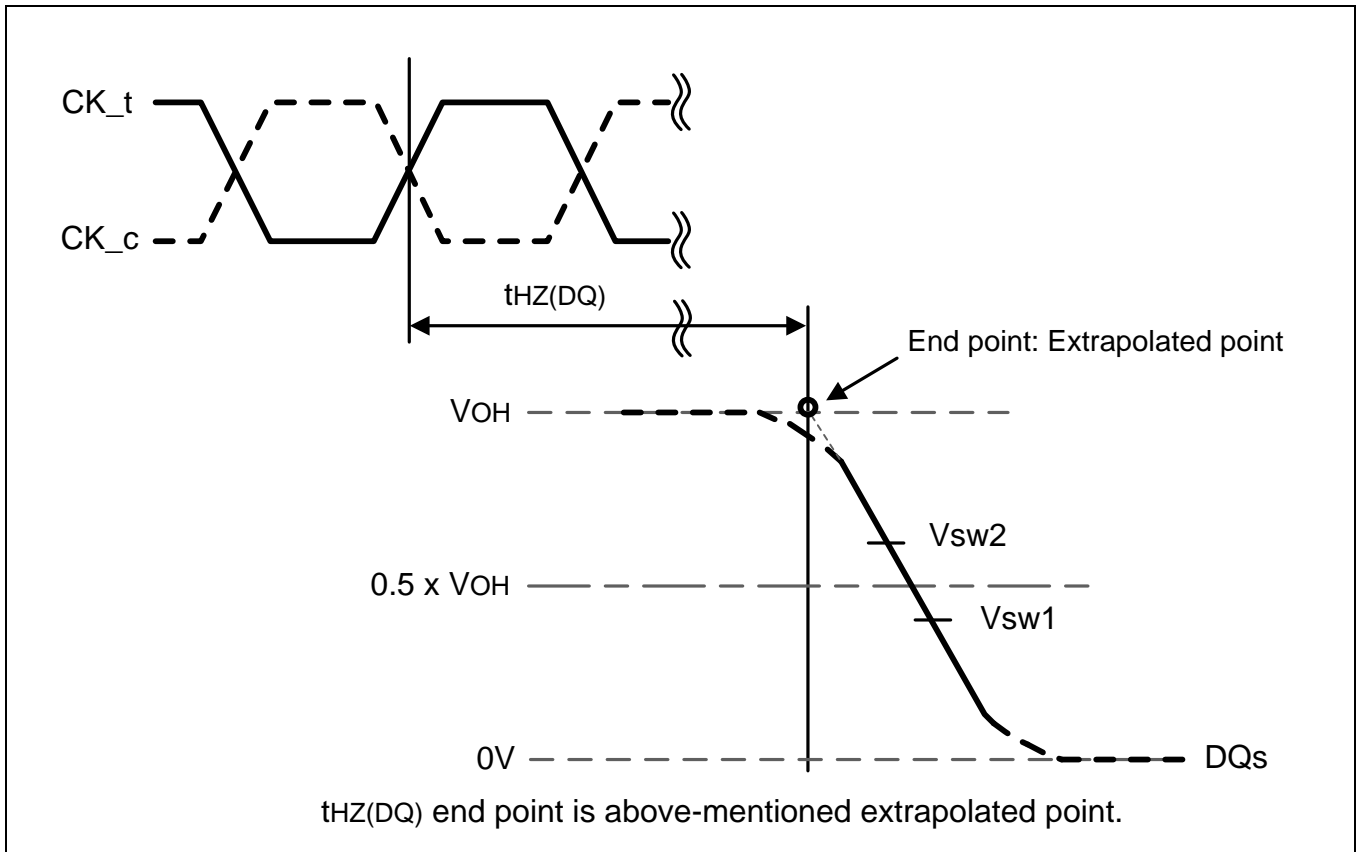 CK_t
CK_c
tHZ(DQ)
End point: Extrapolated point
VOH
Vsw2
0.5 x VOH
Vsw1
0V
DQs
tHZ(DQ) end point is above-mentioned extrapolated point.